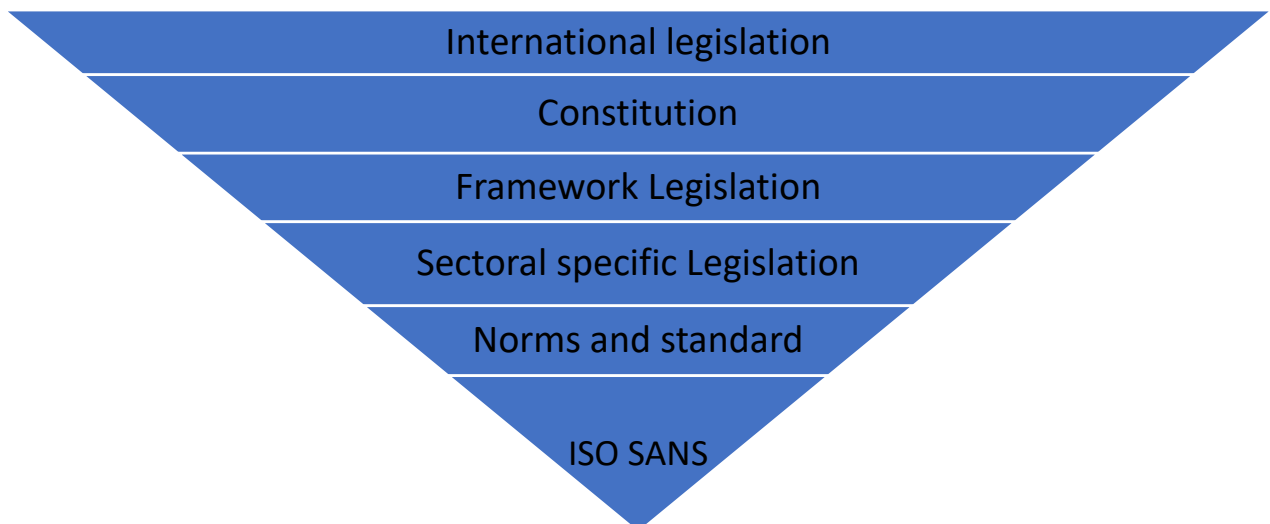 International legislation
Constitution
Framework Legislation
Sectoral specific Legislation
Norms and standard
ISO SANS